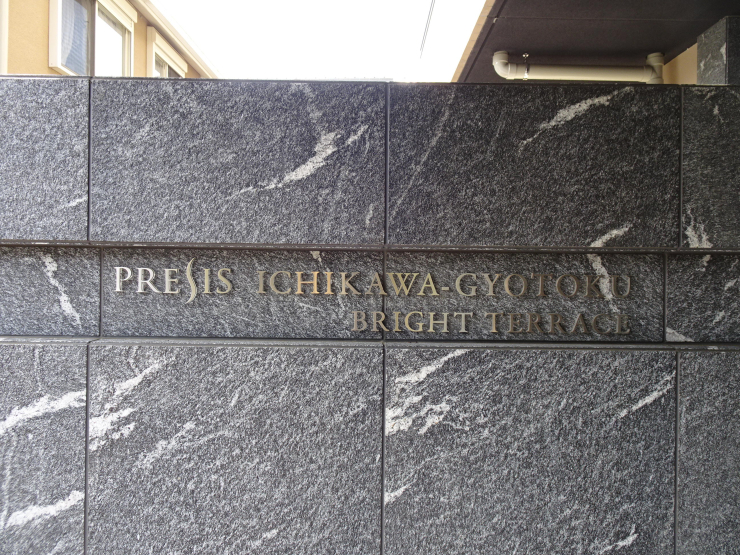 PRESIS ICHIKAWA-GYOTOKU
BRIGHT TERRACE